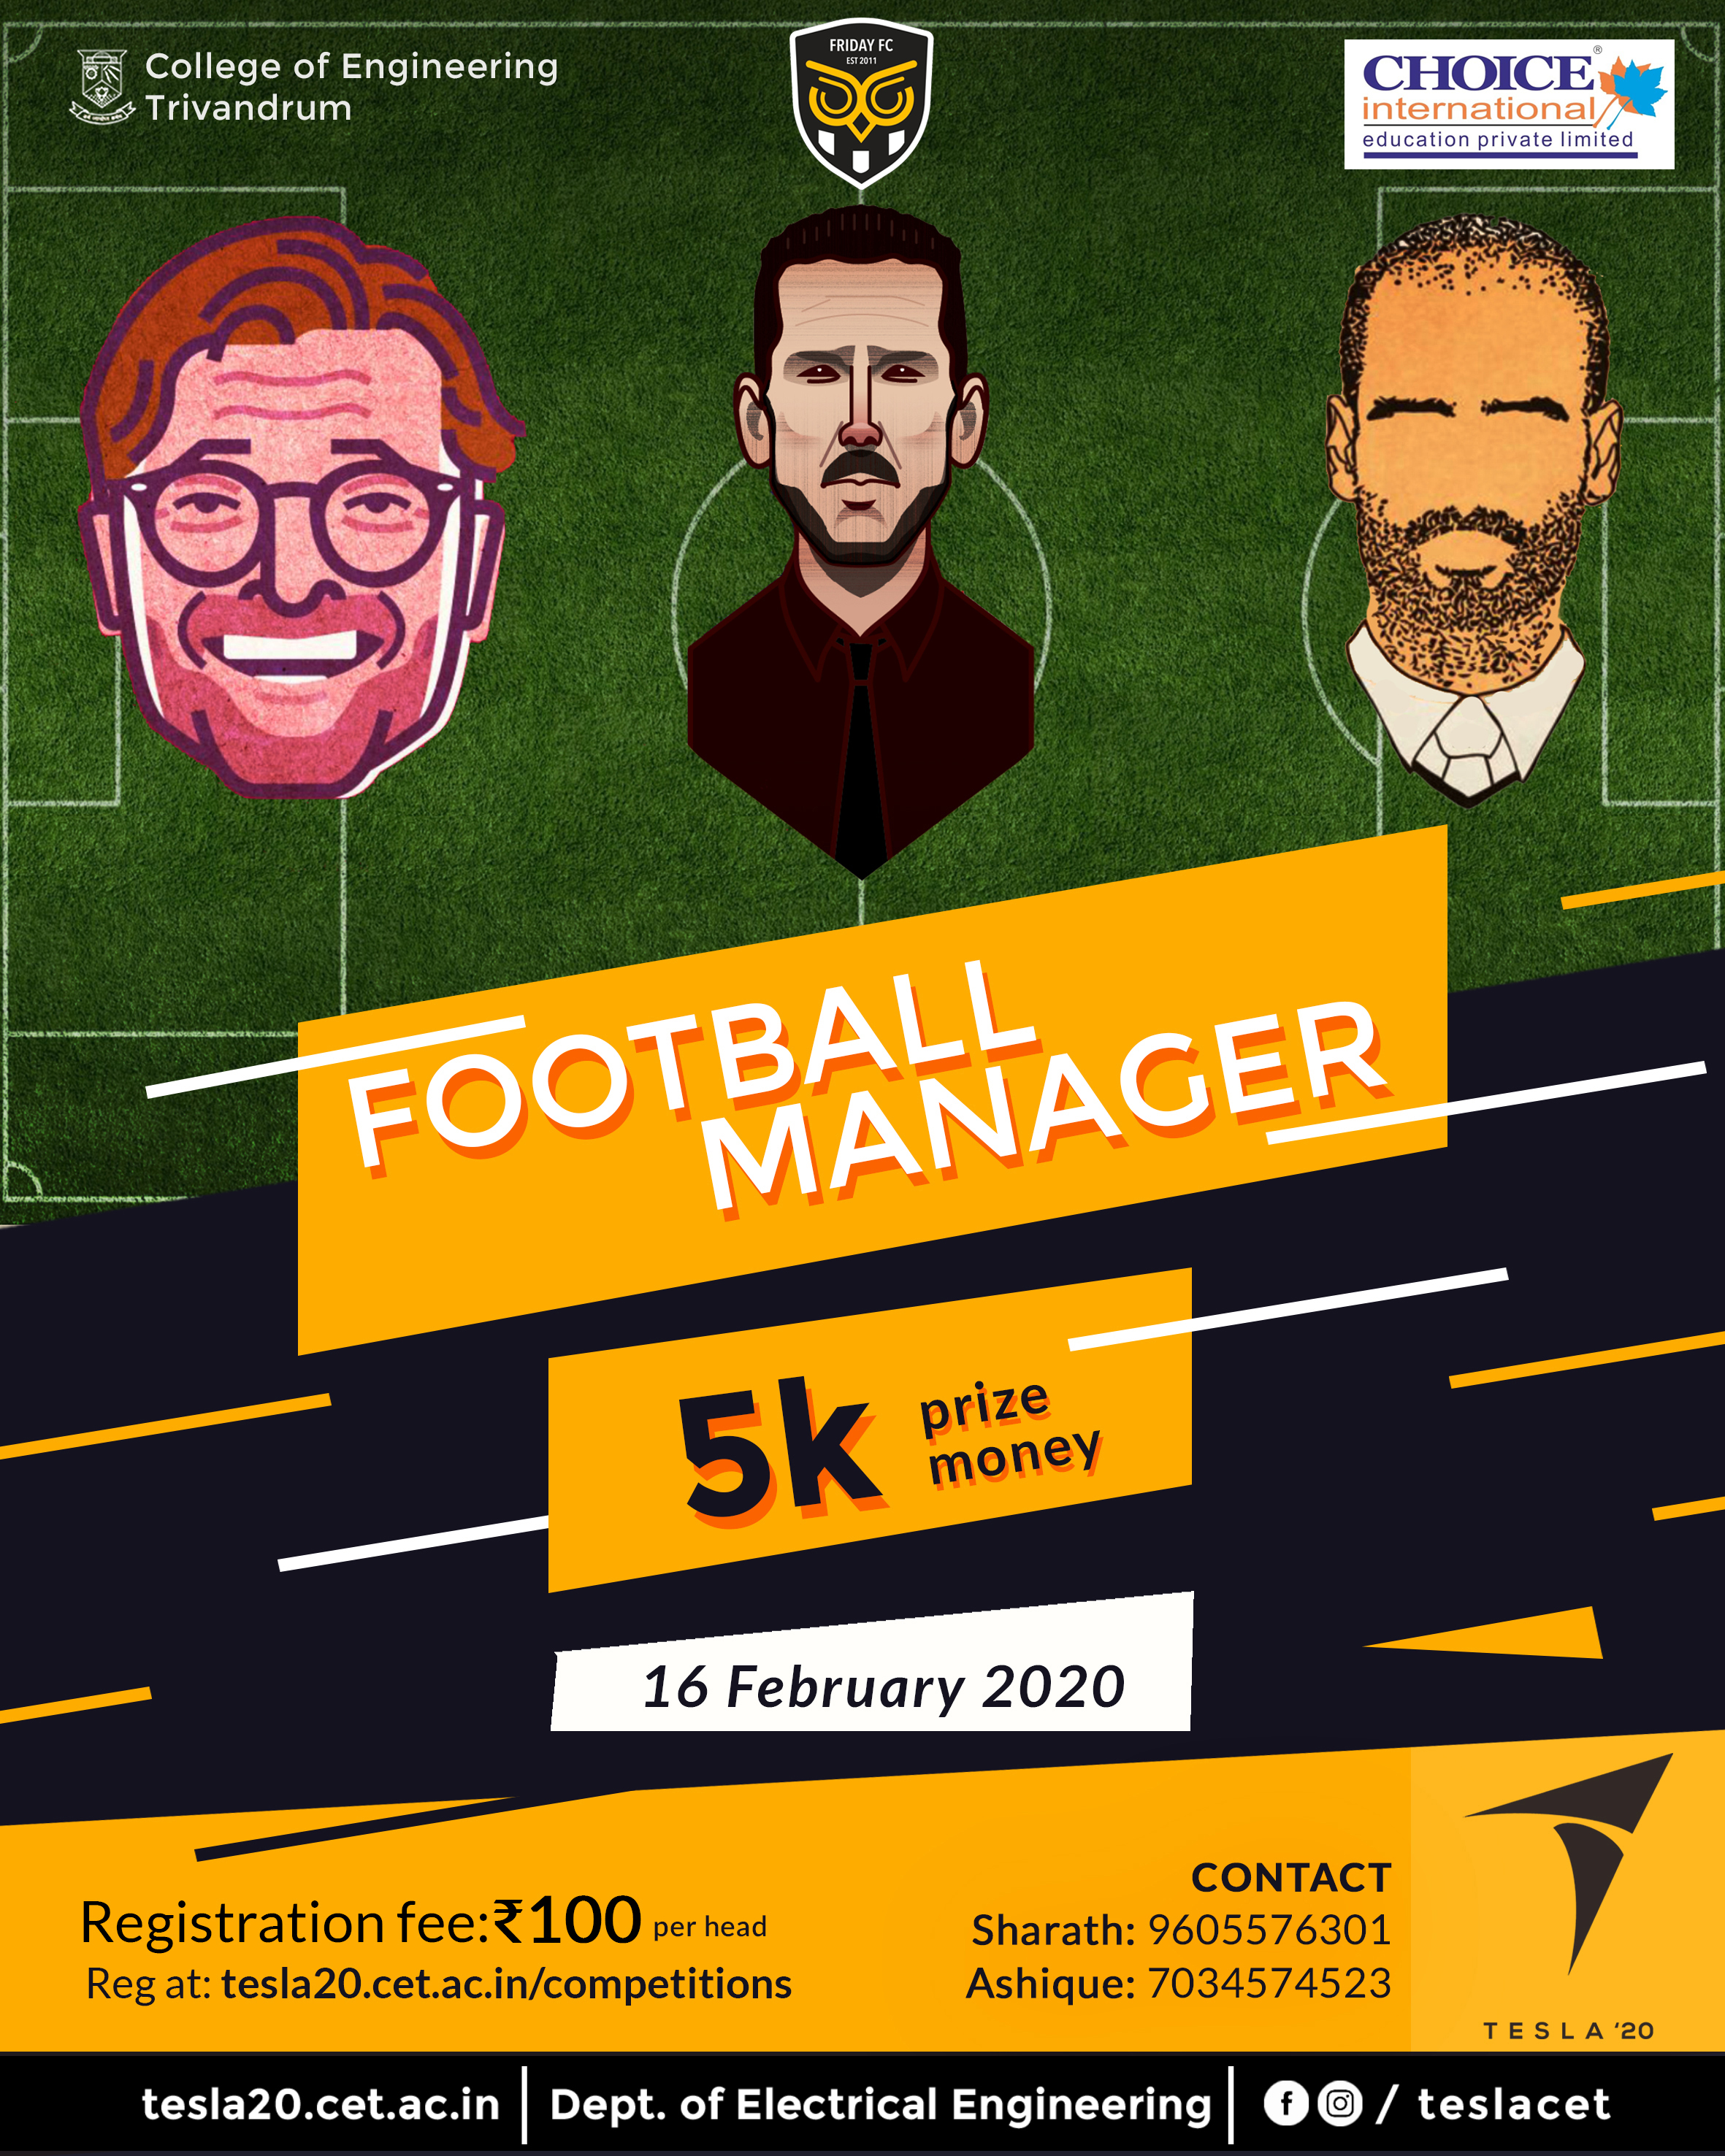 College of Engineering
Trivandrum
FRIDAY FC
EST 2011
CHOICE®
international
education private limited
FOOTBALL
MANAGER
5k prize
money
16 February 2020
Registration fee:₹100 per head
Reg at: tesla20.cet.ac.in/competitions
CONTACT
Sharath: 9605576301
Ashique: 7034574523
TESLA '20
tesla20.cet.ac.in | Dept. of Electrical Engineering | / teslacet